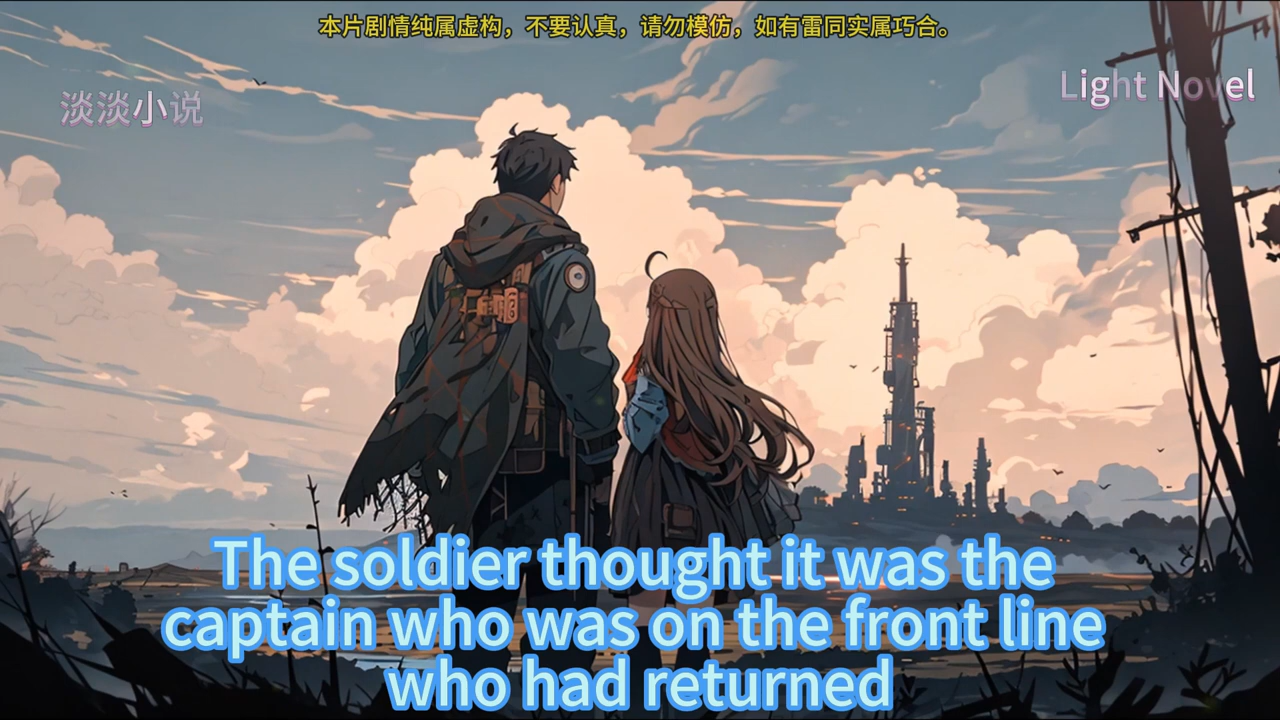 本片剧情纯属虚构，不要认真，请勿模仿，如有雷同实属巧合。
淡淡小说
Light Novel
The soldier thought it was the
captain who was on the front line
who had returned